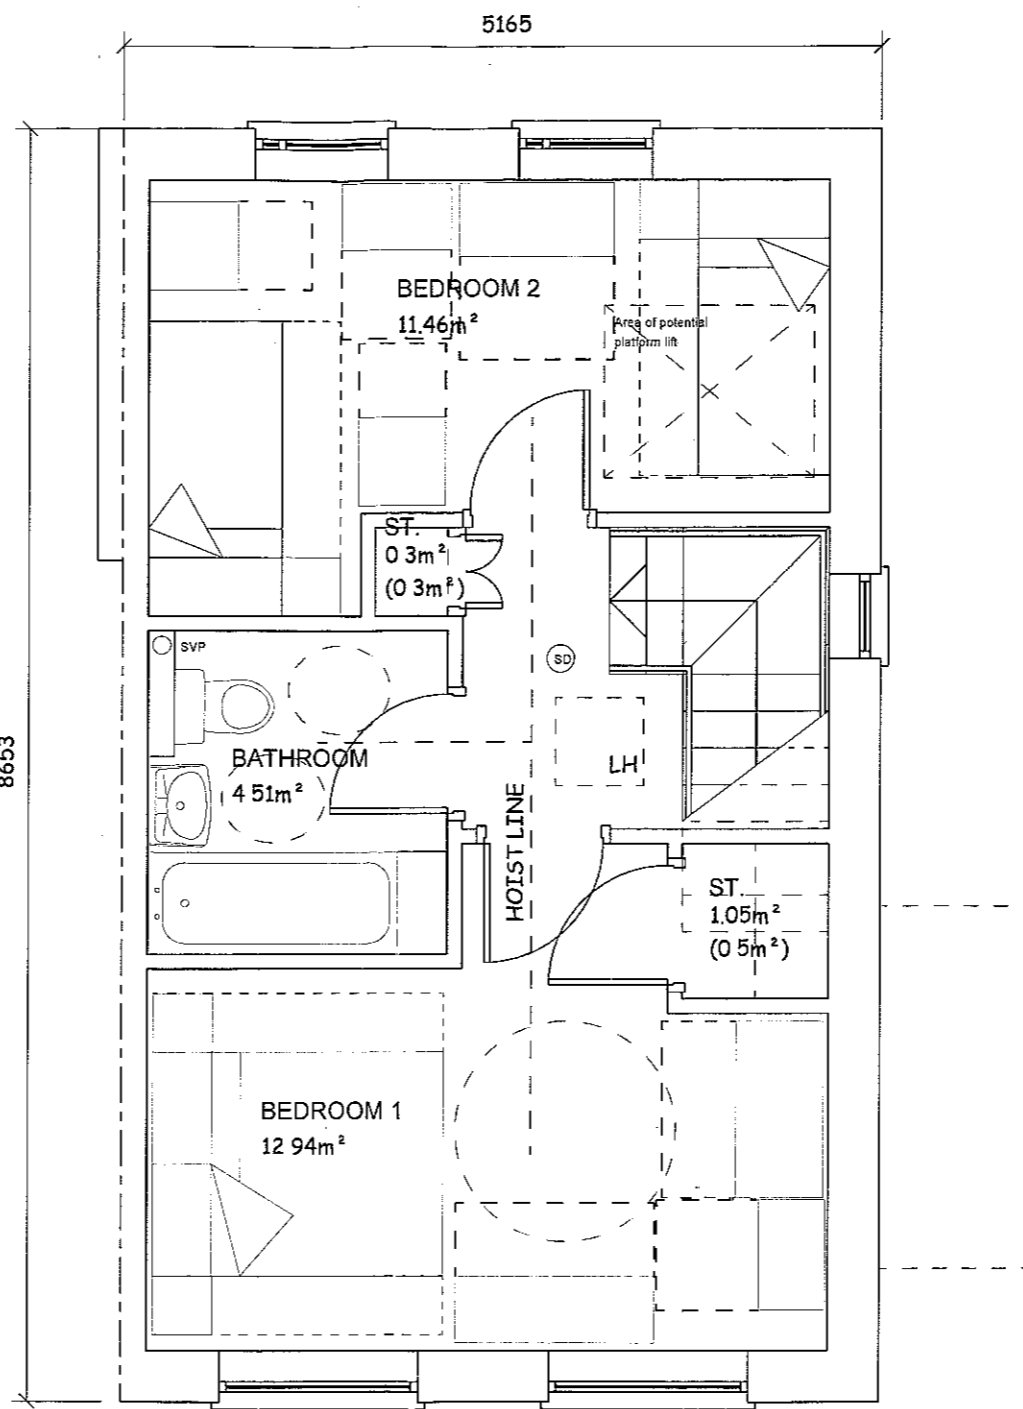 5165
8653
BEDROOM 2
11.46m²
Area of potential
platform lift
ST.
0 3m²
(0 3m²)
SVP
SD
BATHROOM
4 51m²
LH
HOIST LINE
ST.
1.05m²
(0 5m²)
BEDROOM 1
12 94m²